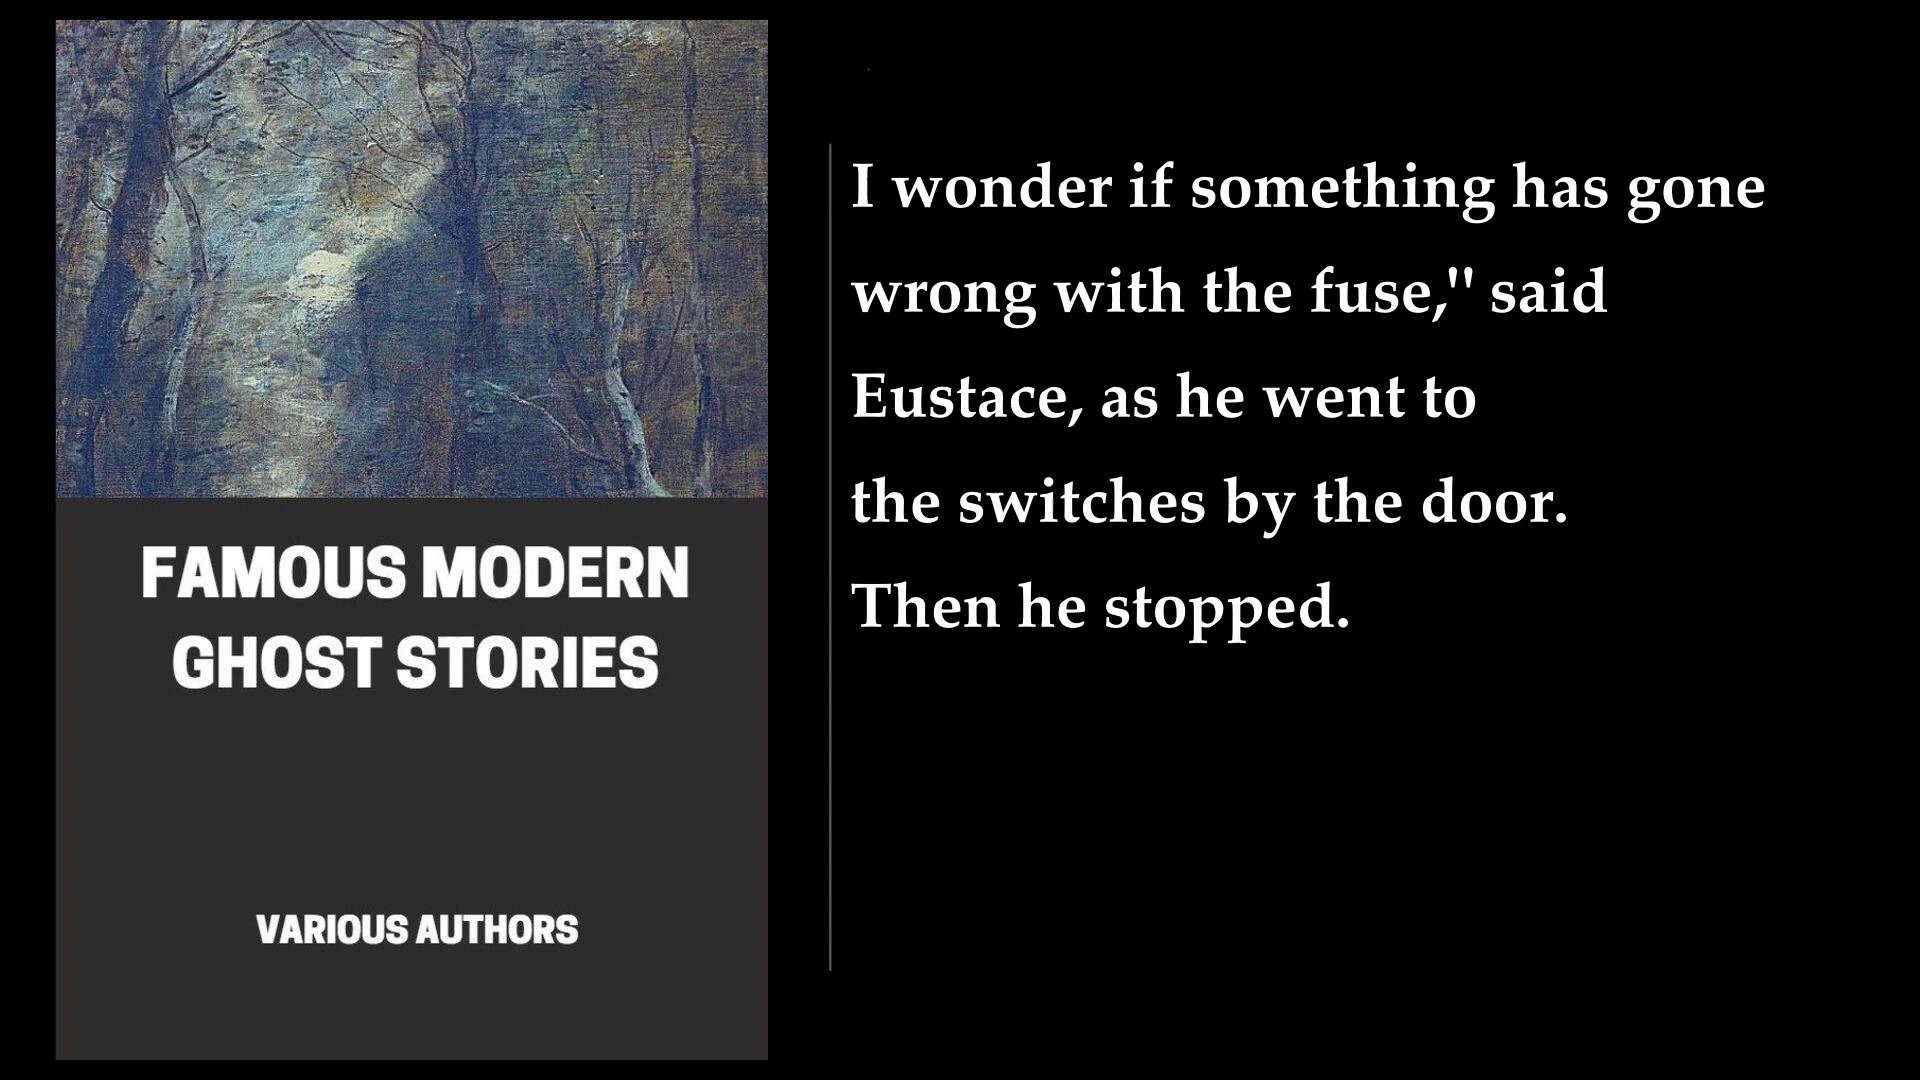 FAMOUS MODERN
GHOST STORIES
VARIOUS AUTHORS
I wonder if something has gone
wrong with the fuse," said
Eustace, as he went to
the switches by the door.
Then he stopped.